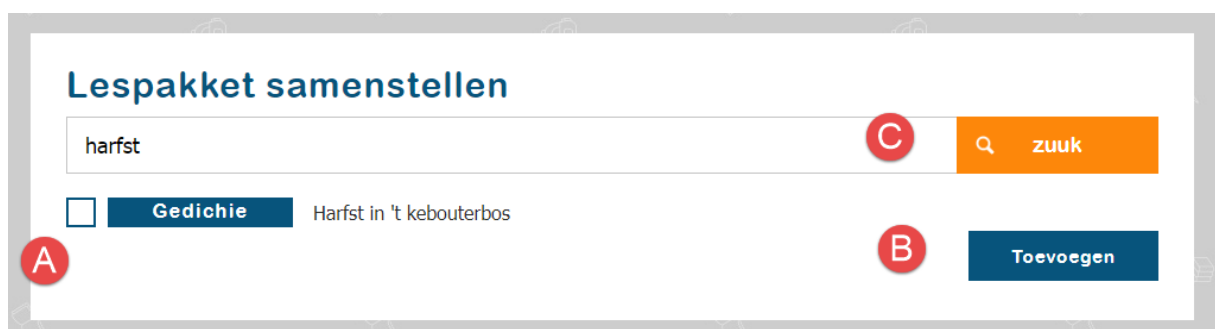 Lespakket samenstellen
harfst C zuuk
Gedichie Harfst in 't kebouterbos
A B Toevoegen